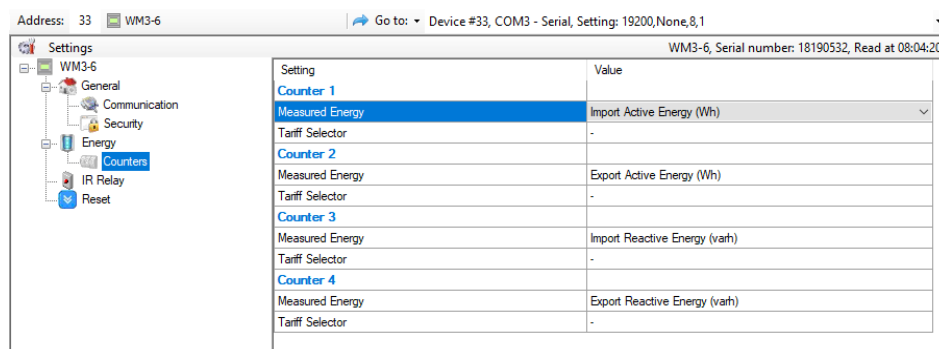 Address: 33 WM3-6 Go to: Device #33, COM3 - Serial, Setting: 19200,None,8,1
Settings WM3-6, Serial number: 18190532, Read at 08:04:20
WM3-6
General
Communication
Security
Energy
Counters
IR Relay
Reset
Setting Value
Counter 1
Measured Energy Import Active Energy (Wh)
Tariff Selector -
Counter 2
Measured Energy Export Active Energy (Wh)
Tariff Selector -
Counter 3
Measured Energy Import Reactive Energy (varh)
Tariff Selector -
Counter 4
Measured Energy Export Reactive Energy (varh)
Tariff Selector -